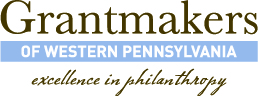 Grantmakers
OF WESTERN PENNSYLVANIA
excellence in philanthropy